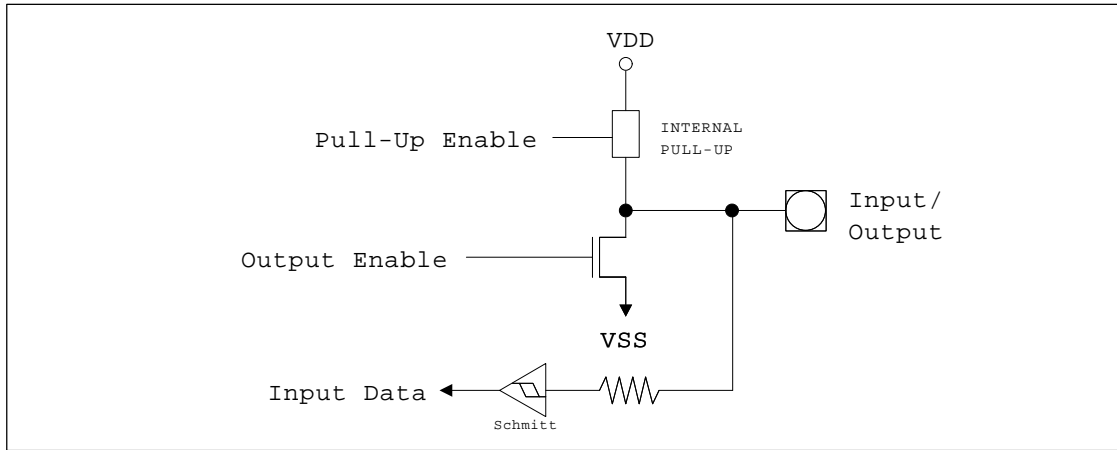 VDD
Pull-Up Enable
INTERNAL
PULL-UP
Input/
Output
Output Enable
VSS
Input Data
Schmitt